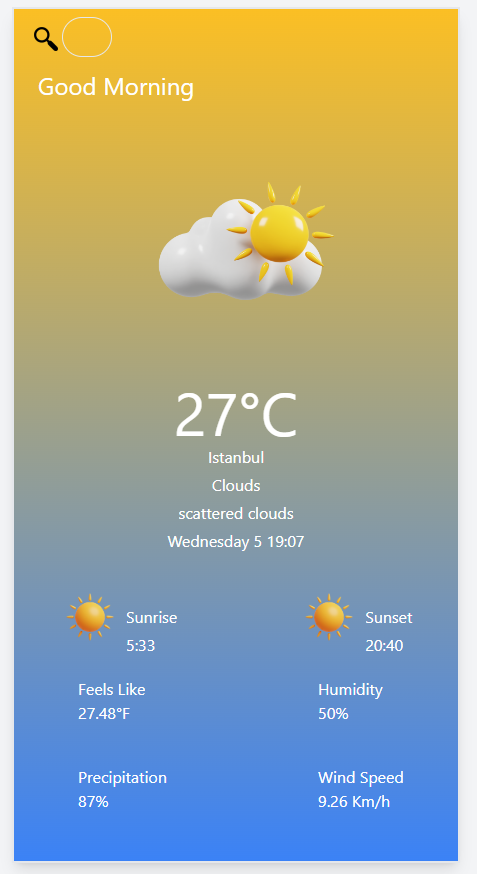 Good Morning
27°C
Istanbul
Clouds
scattered clouds
Wednesday 5 19:07
Sunrise
5:33
Sunset
20:40
Feels Like
27.48°F
Humidity
50%
Precipitation
87%
Wind Speed
9.26 Km/h